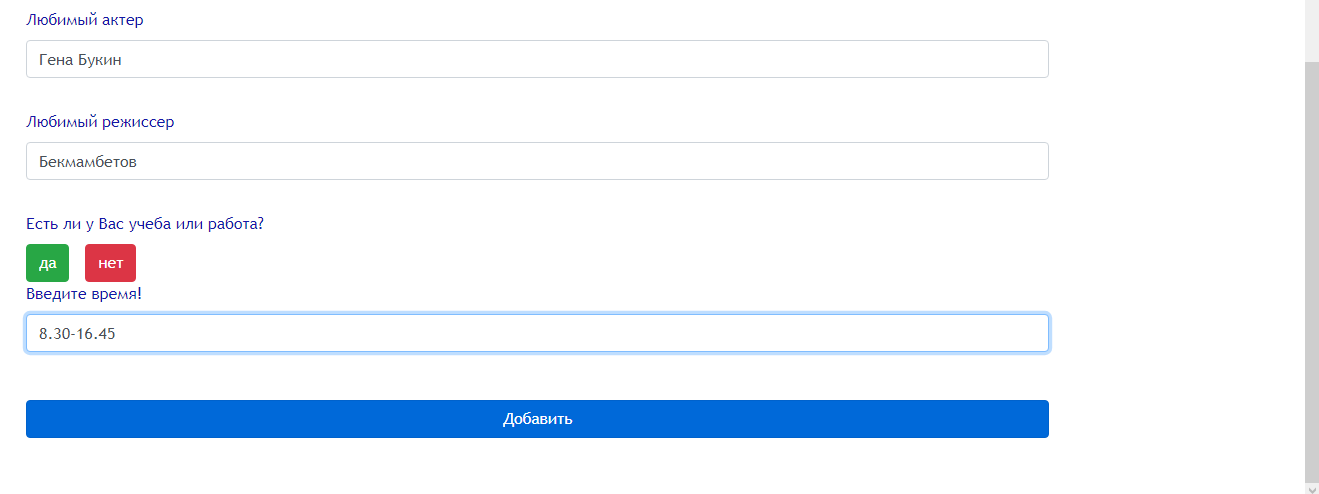 Любимый актер
Гена Букин
Любимый режиссер
Бекмамбетов
Есть ли у Вас учеба или работа?
да нет
Введите время!
8.30-16.45
Добавить